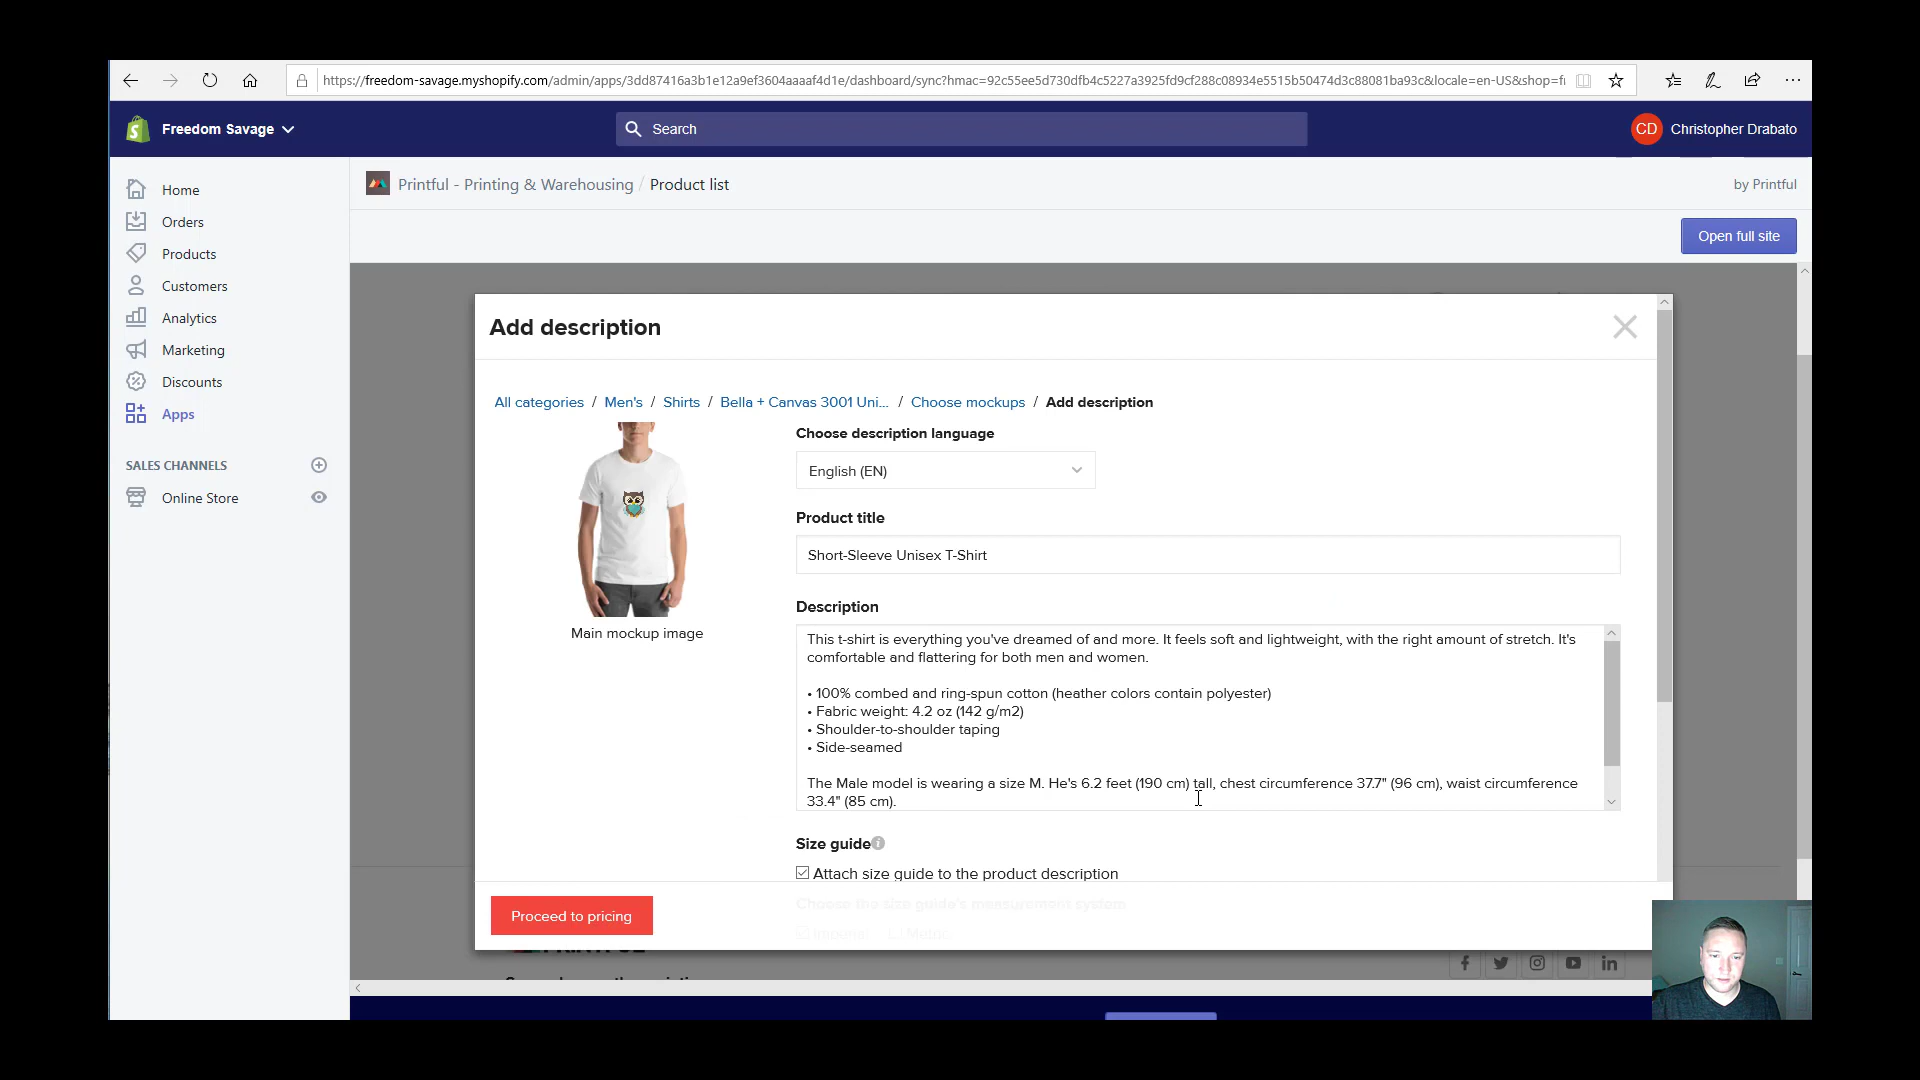 https://freedom-savage.myshopify.com/admin/apps/3dd87416a3b1e12a9ef3604aaaaf4d1e/dashboard/sync?hmac=92c55ee5d730dfb4c5227a3925fd9cf288c08934e5515b50474d3c88081ba93c&locale=en-US&shop=f
Freedom Savage
Search
CD
Christopher Drabato
Home
Orders
Products
Customers
Analytics
Marketing
Discounts
Apps
SALES CHANNELS
Online Store
Printful - Printing & Warehousing / Product list
by Printful
Open full site
Add description
All categories / Men's / Shirts / Bella + Canvas 3001 Uni... / Choose mockups / Add description
Main mockup image
Choose description language
English (EN)
Product title
Short-Sleeve Unisex T-Shirt
Description
This t-shirt is everything you've dreamed of and more. It feels soft and lightweight, with the right amount of stretch. It's
comfortable and flattering for both men and women.
• 100% combed and ring-spun cotton (heather colors contain polyester)
• Fabric weight: 4.2 oz (142 g/m2)
• Shoulder-to-shoulder taping
• Side-seamed
The Male model is wearing a size M. He's 6.2 feet (190 cm) tall, chest circumference 37.7" (96 cm), waist circumference
33.4" (85 cm).
Size guide
Attach size guide to the product description
Choose the size guide's measurement system
Proceed to pricing